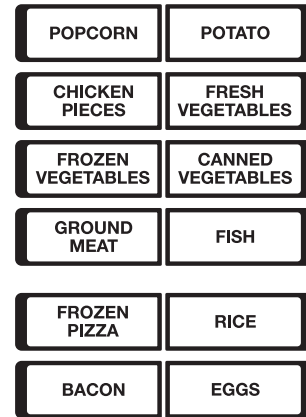 POPCORN
POTATO
CHICKEN
PIECES
FRESH
VEGETABLES
FROZEN
VEGETABLES
CANNED
VEGETABLES
GROUND
MEAT
FISH
FROZEN
PIZZA
RICE
BACON
EGGS